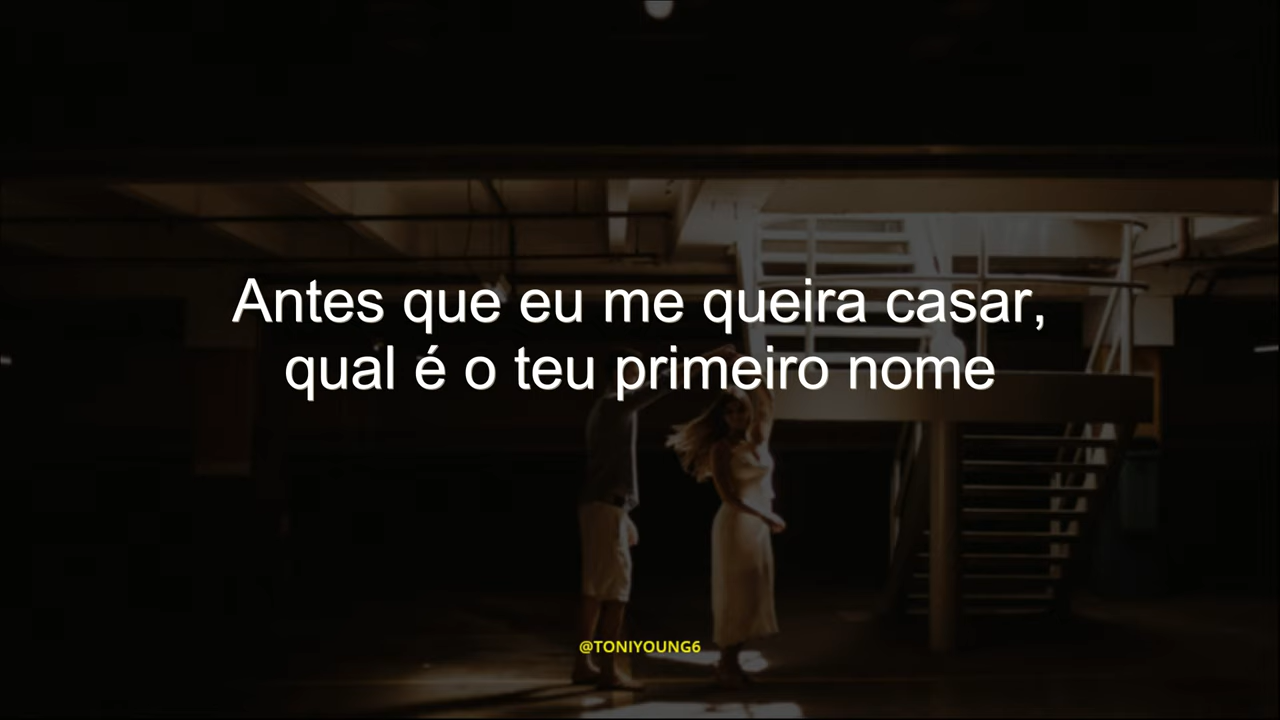 Antes que eu me queira casar,
qual é o teu primeiro nome
@TONIYOUNG6